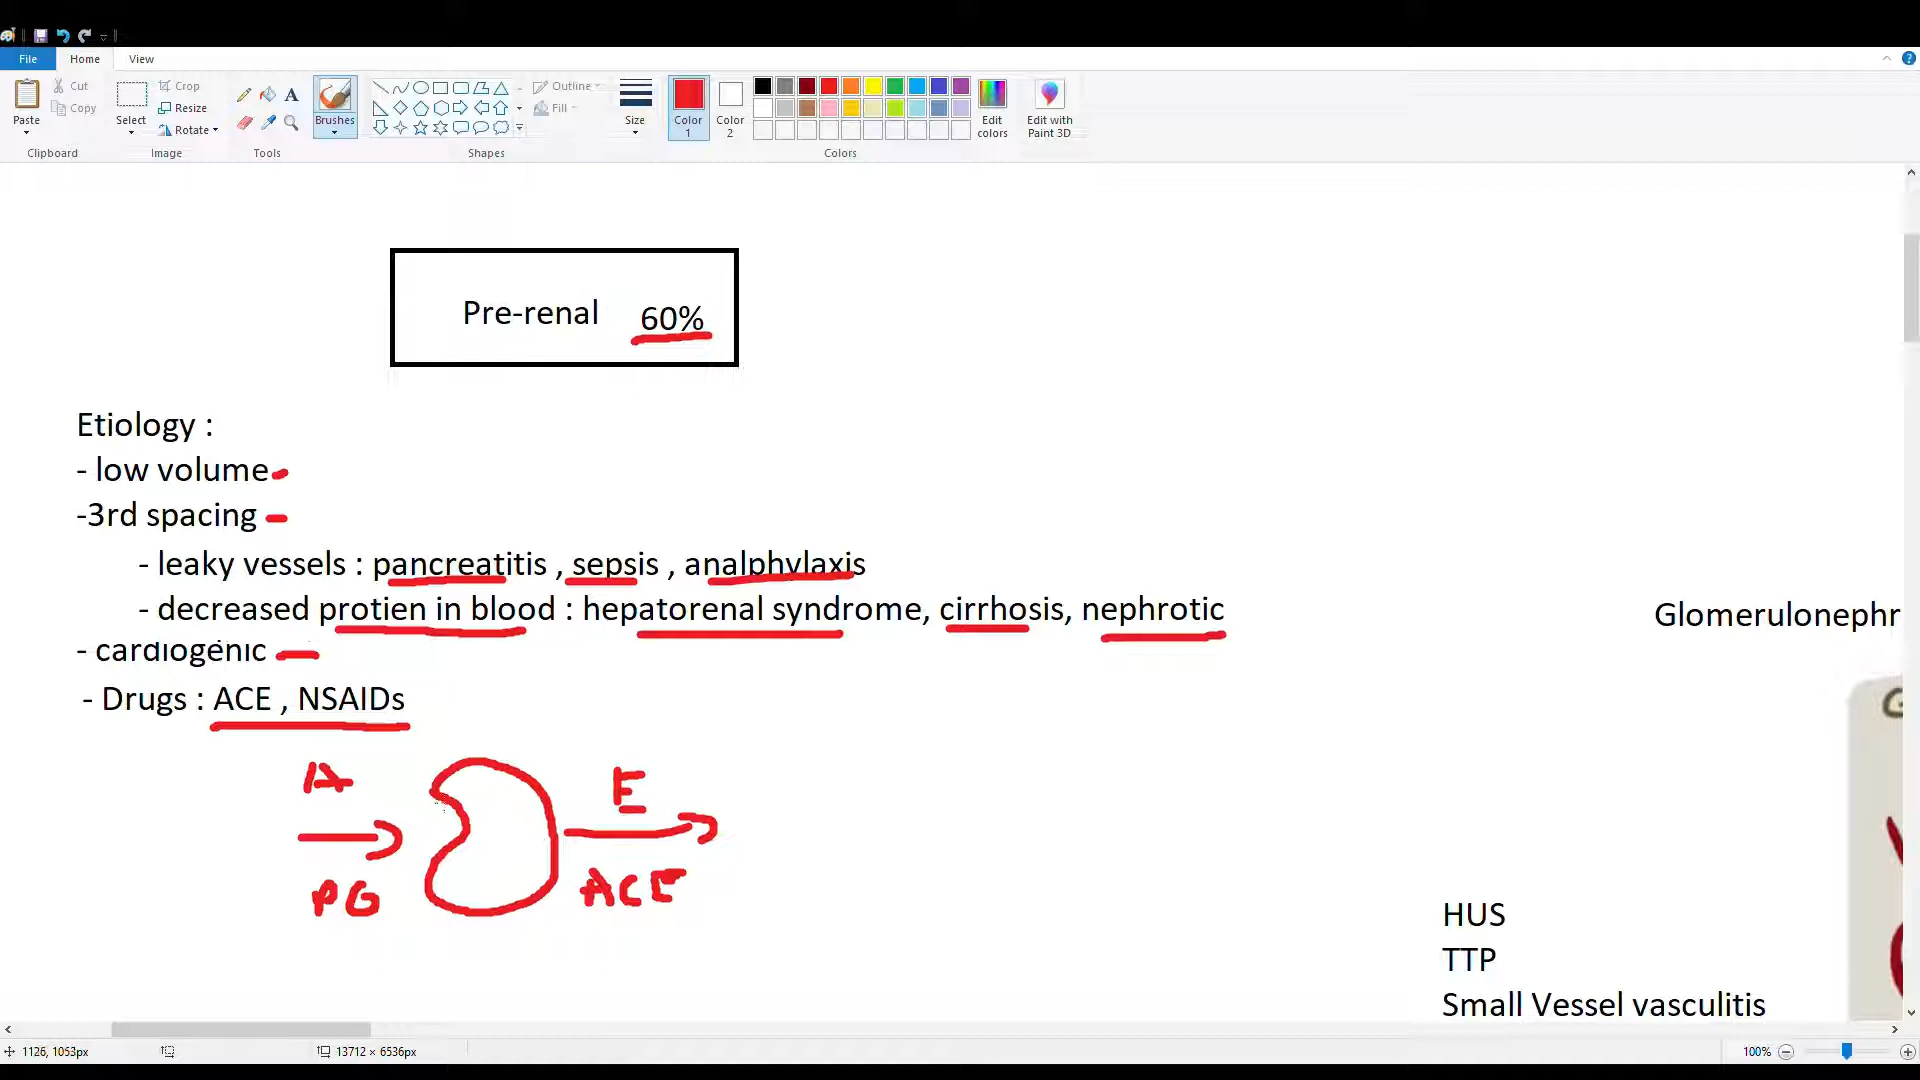 File Home View
Paste
Cut
Copy
Clipboard
Select
Crop
Resize
Rotate
Image
A
Tools
Brushes
Shapes
Outline
Fill
Size
Color 1
Color 2
Colors
Edit colors
Edit with Paint 3D
Pre-renal 60%
Etiology :
- low volume
-3rd spacing
- leaky vessels : pancreatitis , sepsis , analphylaxis
- decreased protien in blood : hepatorenal syndrome, cirrhosis, nephrotic
- cardiogenic
- Drugs : ACE , NSAIDs
A
E
PG
ACE
Glomerulonephr
G
HUS
TTP
Small Vessel vasculitis
1126, 1053px
13712 × 6536px
100%